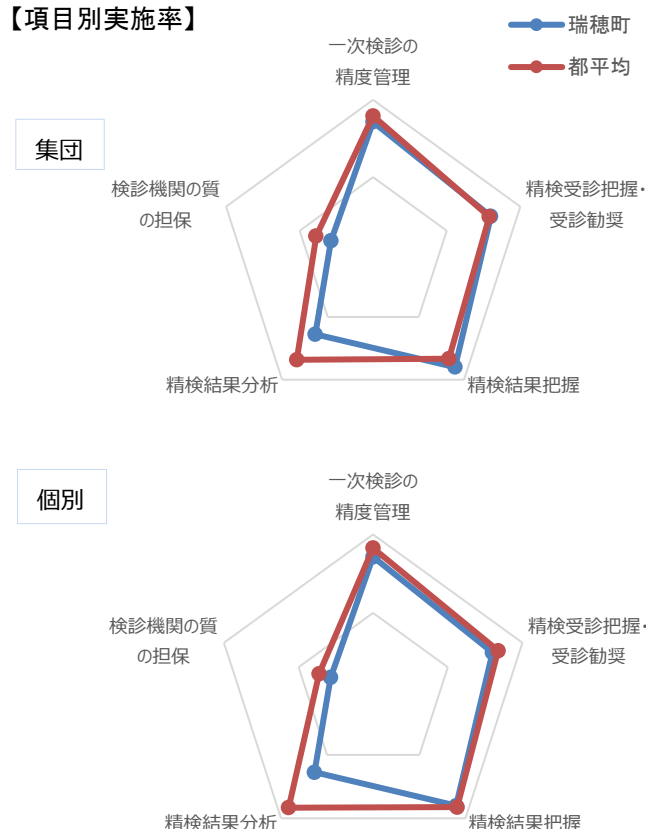 【項目別実施率】
瑞穂町
都平均
集団
一次検診の
精度管理
精検受診把握・
受診勧奨
精検結果把握
精検結果分析
検診機関の質
の担保
個別
一次検診の
精度管理
精検受診把握・
受診勧奨
精検結果把握
精検結果分析
検診機関の質
の担保